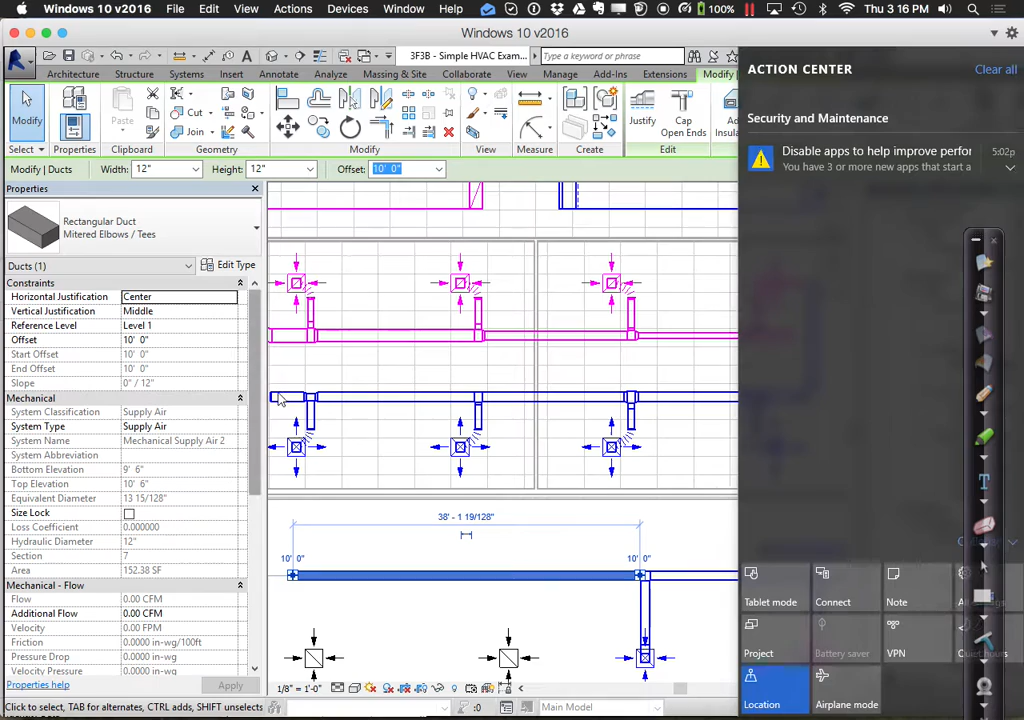 Windows 10 v2016 File Edit View Actions Devices Window Help 100% Thu 3:16 PM
Windows 10 v2016
3F3B - Simple HVAC Exam... Type a keyword or phrase
Architecture Structure Systems Insert Annotate Analyze Massing & Site Collaborate View Manage Add-Ins Extensions Modify |
Modify Paste Cut Join Justify Cap
Properties Open Ends
Select Properties Clipboard Geometry Modify View Measure Create Edit
Modify | Ducts Width: 12" Height: 12" Offset: 10' 0"
Properties
Rectangular Duct
Mitered Elbows / Tees
Ducts (1) Edit Type
Constraints
Horizontal Justification Center
Vertical Justification Middle
Reference Level Level 1
Offset 10' 0"
Start Offset 10' 0"
End Offset 10' 0"
Slope 0" / 12"
Mechanical
System Classification Supply Air
System Type Supply Air
System Name Mechanical Supply Air 2
System Abbreviation
Bottom Elevation 9' 6"
Top Elevation 10' 6"
Equivalent Diameter 13 15/128"
Size Lock
Loss Coefficient 0.000000
Hydraulic Diameter 12"
Section 7
Area 152.38 SF
Mechanical - Flow
Flow 0.00 CFM
Additional Flow 0.00 CFM
Velocity 0.00 FPM
Friction 0.0000 in-wg/100ft
Pressure Drop 0.0000 in-wg
Velocity Pressure 0.0000 in-wg
Properties help Apply
38' - 1 19/128"
10' 0" 10' 0"
1/8" = 1'-0"
Click to select, TAB for alternates, CTRL adds, SHIFT unselects :0 Main Model
ACTION CENTER Clear all
Security and Maintenance
Disable apps to help improve perfor 5:02p
You have 3 or more new apps that start a
Tablet mode Connect Note
Project Battery saver VPN Quiet hours
Location Airplane mode